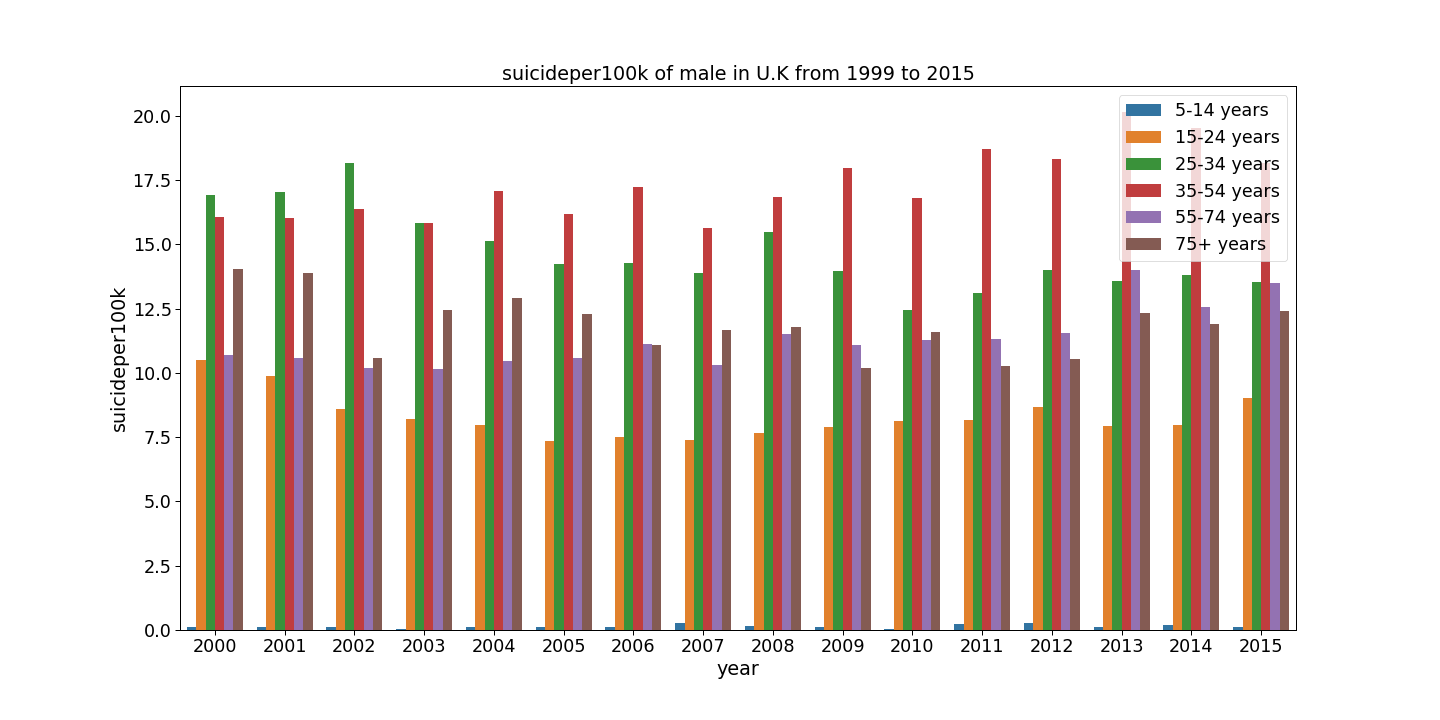 suicideper100k of male in U.K from 1999 to 2015
5-14 years
15-24 years
25-34 years
35-54 years
55-74 years
75+ years
20.0
17.5
15.0
12.5
10.0
7.5
5.0
2.5
0.0
suicideper100k
2000 2001 2002 2003 2004 2005 2006 2007 2008 2009 2010 2011 2012 2013 2014 2015
year